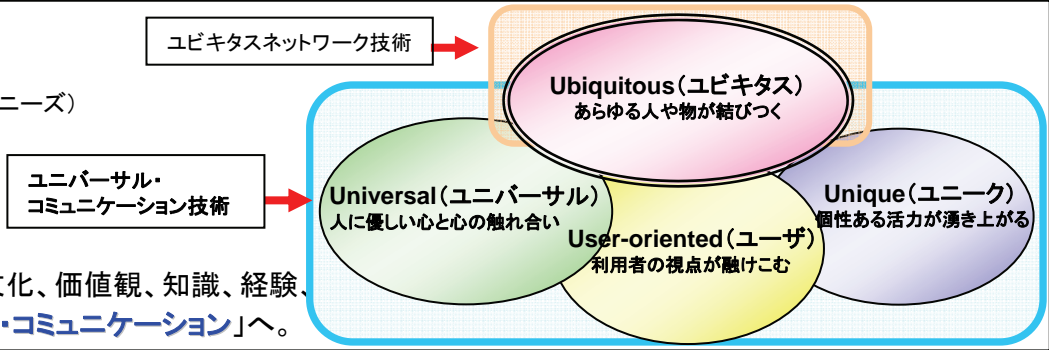 ユビキタスネットワーク技術
Ubiquitous(ユビキタス)
あらゆる人や物が結びつく
ニーズ)
ユニバーサル・
コミュニケーション技術
Universal(ユニバーサル)
人に優しい心と心の触れ合い
Unique(ユニーク)
個性ある活力が湧き上がる
User-oriented(ユーザ)
利用者の視点が融けこむ
化、価値観、知識、経験、
・コミュニケーション」へ。